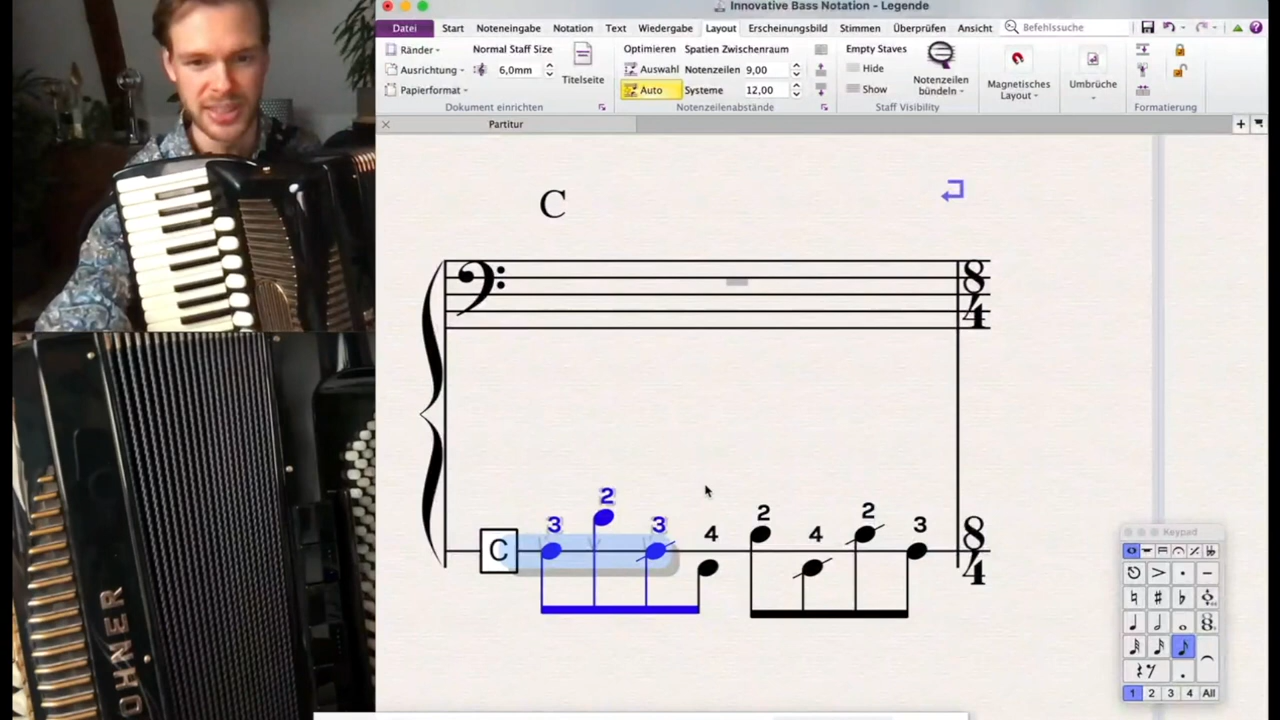 Innovative Bass Notation - Legende
Datei Start Noteneingabe Notation Text Wiedergabe Layout Erscheinungsbild Stimmen Überprüfen Ansicht Befehlssuche
Ränder Normal Staff Size Optimieren Spatien Zwischenraum Empty Staves
Ausrichtung 6,0mm Titelseite Auswahl Notenzeilen 9,00 Hide Notenzeilen bündeln Magnetisches Layout Umbrüche
Papierformat Auto Systeme 12,00 Show
Dokument einrichten Notenzeilenabstände Staff Visibility Formatierung
Partitur
C
8
4
C 3 2 3 4 2 4 2 3 8
4
Keypad
1 2 3 4 All
OHNER